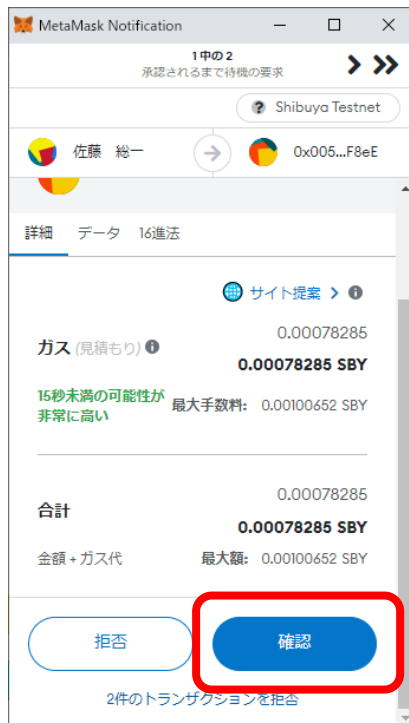 MetaMask Notification
1 中の 2
承認されるまで待機の要求
Shibuya Testnet
佐藤 総一
0x005...F8eE
詳細 データ 16進法
サイト提案
ガス (見積もり)
0.00078285
0.00078285 SBY
15秒未満の可能性が
非常に高い
最大手数料: 0.00100652 SBY
合計
0.00078285
0.00078285 SBY
金額 + ガス代
最大額: 0.00100652 SBY
拒否
確認
2件のトランザクションを拒否